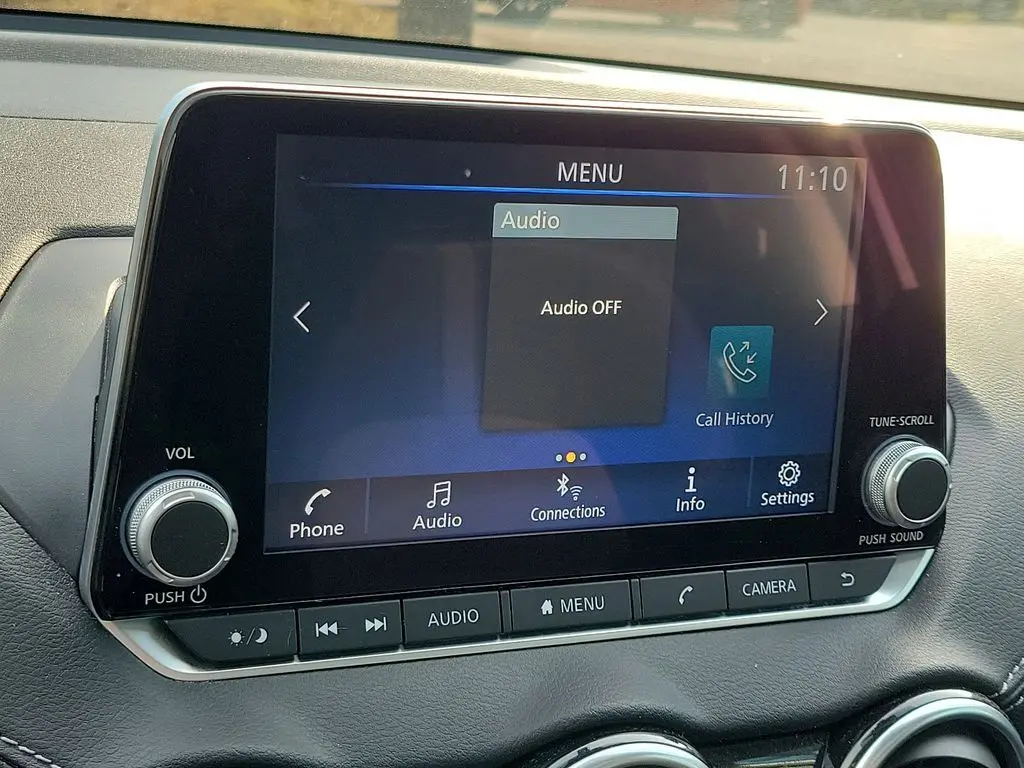 MENU
11:10
Audio
Audio OFF
Call History
TUNE·SCROLL
VOL
Phone
Audio
Connections
Info
Settings
PUSH SOUND
PUSH
AUDIO
MENU
CAMERA